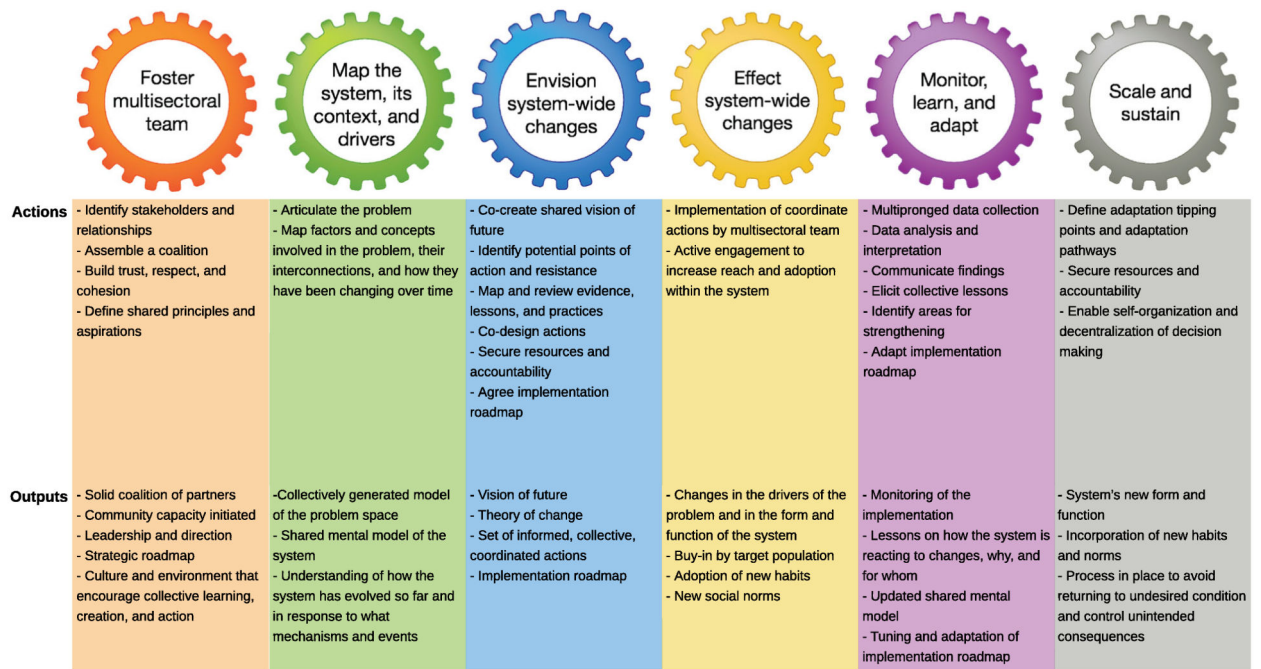 Foster
multisectoral
team
Map the
system, its
context, and
drivers
Envision
system-wide
changes
Effect
system-wide
changes
Monitor,
learn, and
adapt
Scale and
sustain
Actions
- Identify stakeholders and
relationships
- Assemble a coalition
- Build trust, respect, and
cohesion
- Define shared principles and
aspirations
- Articulate the problem
- Map factors and concepts
involved in the problem, their
interconnections, and how they
have been changing over time
- Co-create shared vision of
future
- Identify potential points of
action and resistance
- Map and review evidence,
lessons, and practices
- Co-design actions
- Secure resources and
accountability
- Agree implementation
roadmap
- Implementation of coordinate
actions by multisectoral team
- Active engagement to
increase reach and adoption
within the system
- Multipronged data collection
- Data analysis and
interpretation
- Communicate findings
- Elicit collective lessons
- Identify areas for
strengthening
- Adapt implementation
roadmap
- Define adaptation tipping
points and adaptation
pathways
- Secure resources and
accountability
- Enable self-organization and
decentralization of decision
making
Outputs
- Solid coalition of partners
- Community capacity initiated
- Leadership and direction
- Strategic roadmap
- Culture and environment that
encourage collective learning,
creation, and action
-Collectively generated model
of the problem space
- Shared mental model of the
system
- Understanding of how the
system has evolved so far and
in response to what
mechanisms and events
- Vision of future
- Theory of change
- Set of informed, collective,
coordinated actions
- Implementation roadmap
- Changes in the drivers of the
problem and in the form and
function of the system
- Buy-in by target population
- Adoption of new habits
- New social norms
- Monitoring of the
implementation
- Lessons on how the system is
reacting to changes, why, and
for whom
- Updated shared mental
model
- Tuning and adaptation of
implementation roadmap
- System's new form and
function
- Incorporation of new habits
and norms
- Process in place to avoid
returning to undesired condition
and control unintended
consequences